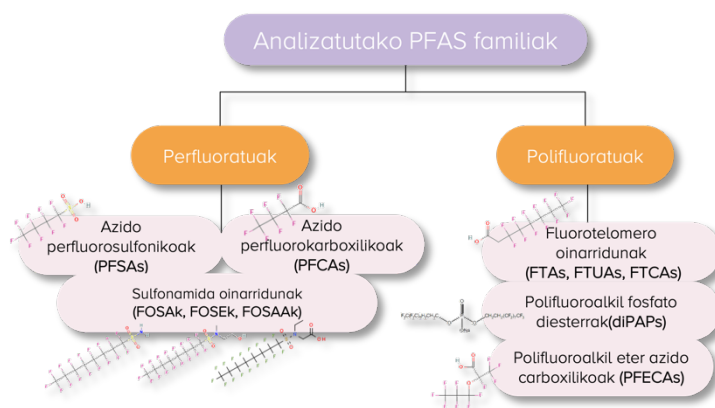 Analizatutako PFAS familiak
Perfluoratuak
Polifluoratuak
Azido
perfluorosulfonikoak
(PFSAs)
Azido
perfluorokarboxilikoak
(PFCAs)
Sulfonamida oinarridunak
(FOSAk, FOSEk, FOSAAk)
Fluorotelomero
oinarridunak
(FTAs, FTUAs, FTCAs)
Polifluoroalkil fosfato
diesterrak(diPAPs)
Polifluoroalkil eter azido
carboxilikoak (PFECAs)